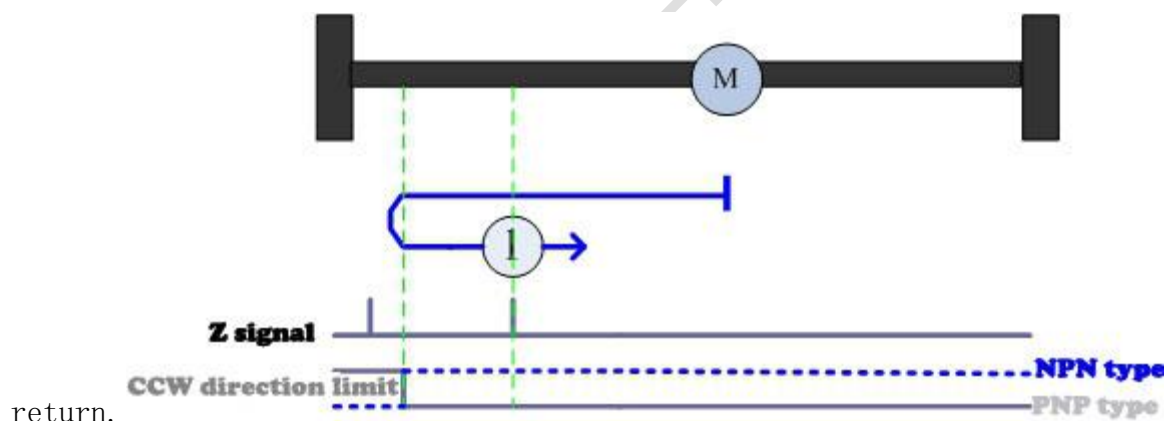 M
1
Z signal
NPN type
CCW direction limit
PNP type
return.